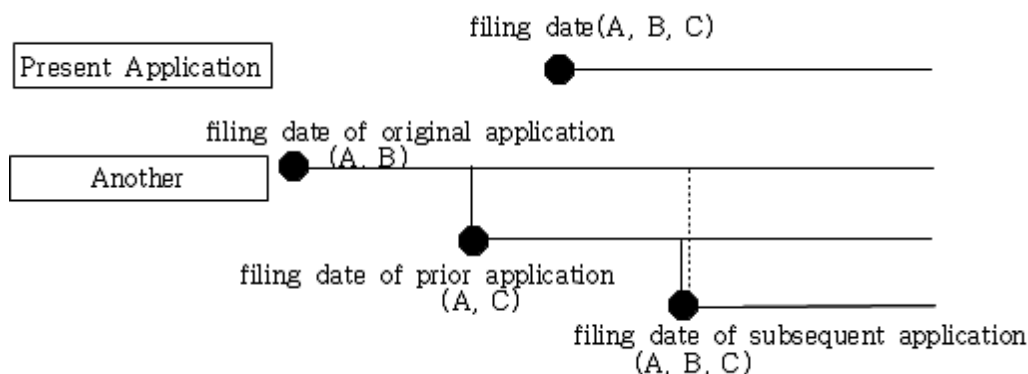 filing date(A, B, C)
Present Application
filing date of original application
(A, B)
Another
filing date of prior application
(A, C)
filing date of subsequent application
(A, B, C)